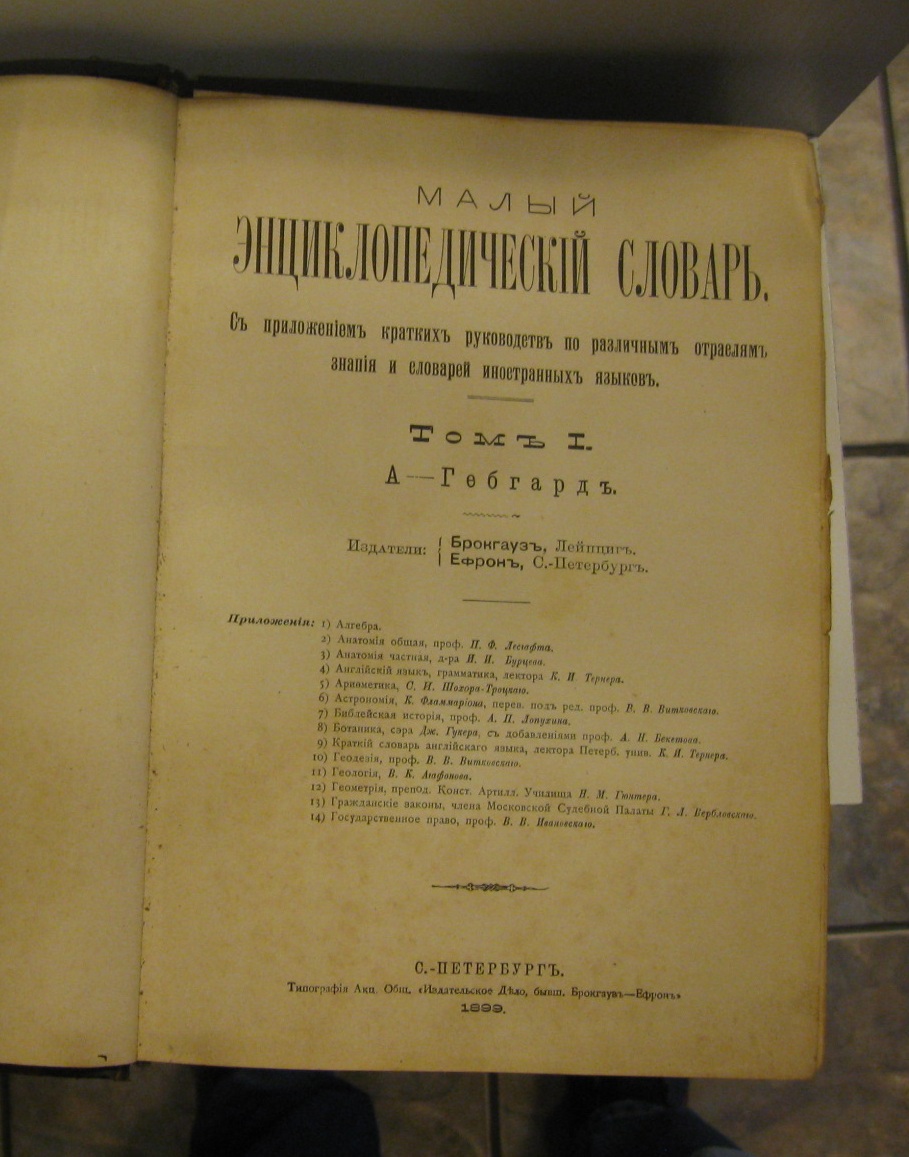 МАЛЫЙ
ЭНЦИКЛОПЕДИЧЕСКІЙ СЛОВАРЬ.
Съ приложеніемъ краткихъ руководствъ по различнымъ отраслямъ
знанія и словарей иностранныхъ языковъ.
Томъ I.
А—Гебгардъ.
Издатели: { Брокгаузъ, Лейпцигъ.
Ефронъ, С.-Петербургъ.
Приложенія: 1) Алгебра.
2) Анатомія общая, проф. П. Ф. Лесгафта.
3) Анатомія частная, д-ра Н. Н. Бурцева.
4) Англійскій языкъ, грамматика, лектора К. И. Тернера.
5) Ариѳметика, С. И. Шохора-Троцкаго.
6) Астрономія, К. Фламмаріона, перев. подъ ред. проф. В. В. Витковскаго.
7) Библейская исторія, проф. А. П. Лопухина.
8) Ботаника, сэра Дж. Гукера, съ добавленіями проф. А. Н. Бекетова.
9) Краткій словарь англійскаго языка, лектора Петерб. унив. К. И. Тернера.
10) Геодезія, проф. В. В. Витковскаго.
11) Геологія, В. К. Агафонова.
12) Геометрія, препод. Конст. Артилл. Училища Н. М. Гюнтера.
13) Гражданскіе законы, члена Московской Судебной Палаты Г. Л. Вербловскаго.
14) Государственное право, проф. В. В. Ивановскаго.
С.-ПЕТЕРБУРГЪ.
Типографія Акц. Общ. «Издательское Дѣло, бывш. Брокгаузъ—Ефронъ»
1899.